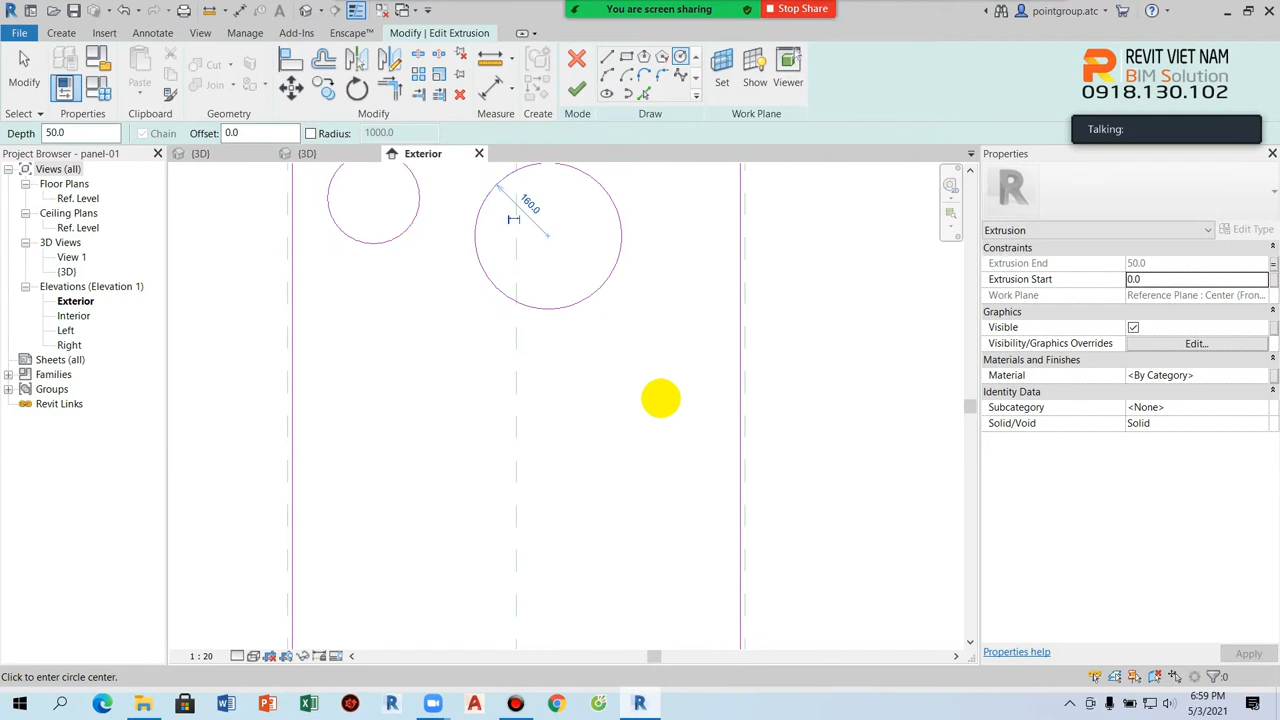 You are screen sharing
Stop Share
pointgroup.atc
File
Create
Insert
Annotate
View
Manage
Add-Ins
Enscape™
Modify | Edit Extrusion
Modify
Paste
Cut
Join
Set
Show
Viewer
Select
Properties
Clipboard
Geometry
Modify
Measure
Create
Mode
Draw
Work Plane
REVIT VIET NAM
BIM Solution
0918.130.102
Talking:
Depth 50.0
Chain
Offset: 0.0
Radius: 1000.0
Project Browser - panel-01
{3D}
{3D}
Exterior
Properties
Views (all)
Floor Plans
Ref. Level
Ceiling Plans
Ref. Level
3D Views
View 1
{3D}
Elevations (Elevation 1)
Exterior
Interior
Left
Right
Sheets (all)
Families
Groups
Revit Links
160.0
R
Extrusion
Edit Type
Constraints
Extrusion End 50.0
Extrusion Start 0.0
Work Plane Reference Plane : Center (Fron...
Graphics
Visible
Visibility/Graphics Overrides Edit...
Materials and Finishes
Material <By Category>
Identity Data
Subcategory <None>
Solid/Void Solid
Properties help
Apply
1 : 20
Click to enter circle center.
:0
6:59 PM
5/3/2021